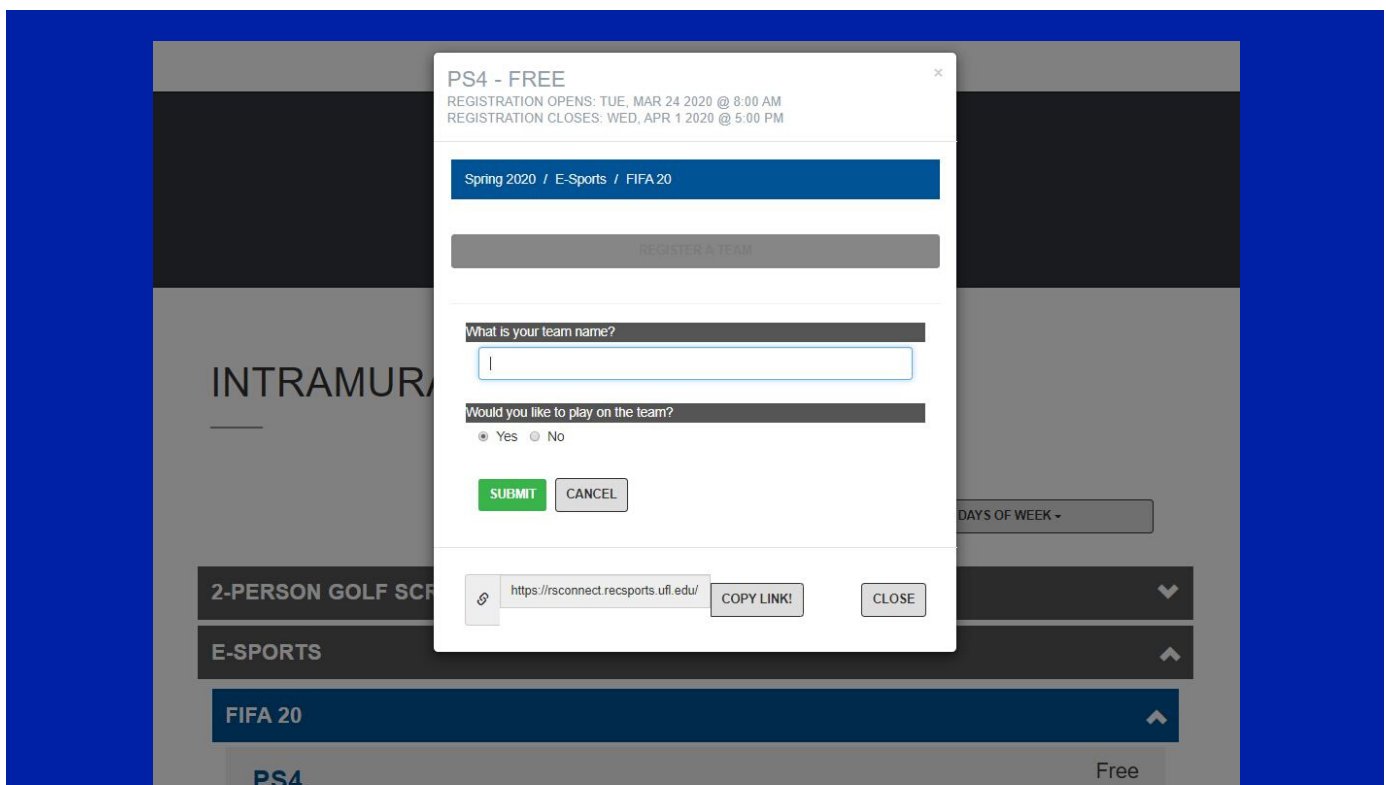 PS4 - FREE
×
REGISTRATION OPENS: TUE, MAR 24 2020 @ 8:00 AM
REGISTRATION CLOSES: WED, APR 1 2020 @ 5:00 PM
Spring 2020 / E-Sports / FIFA 20
REGISTER A TEAM
What is your team name?
Would you like to play on the team?
Yes No
SUBMIT CANCEL
https://rsconnect.recsports.ufl.edu/ COPY LINK! CLOSE
INTRAMURA
DAYS OF WEEK
2-PERSON GOLF SCR
E-SPORTS
FIFA 20
PS4 Free